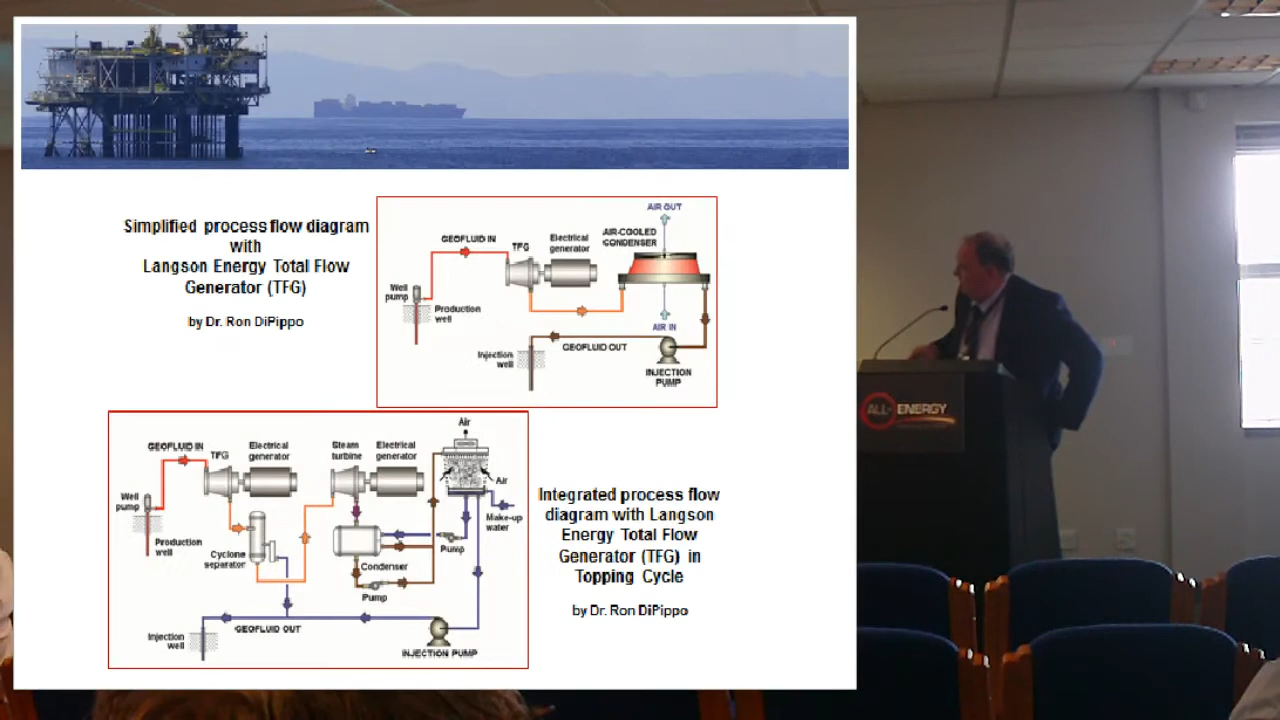 Simplified process flow diagram
with
Langson Energy Total Flow
Generator (TFG)
by Dr. Ron DiPippo
AIR OUT
GEOFLUID IN
TFG
Electrical
generator
AIR-COOLED
CONDENSER
Well
pump
Production
well
AIR IN
Injection
well
GEOFLUID OUT
INJECTION
PUMP
ALL-ENERGY
GEOFLUID IN
TFG
Electrical
generator
Steam
turbine
Electrical
generator
Air
Air
Well
pump
Make-up
water
Production
well
Cyclone
separator
Pump
Condenser
Pump
Injection
well
GEOFLUID OUT
INJECTION PUMP
Integrated process flow
diagram with Langson
Energy Total Flow
Generator (TFG) in
Topping Cycle
by Dr. Ron DiPippo